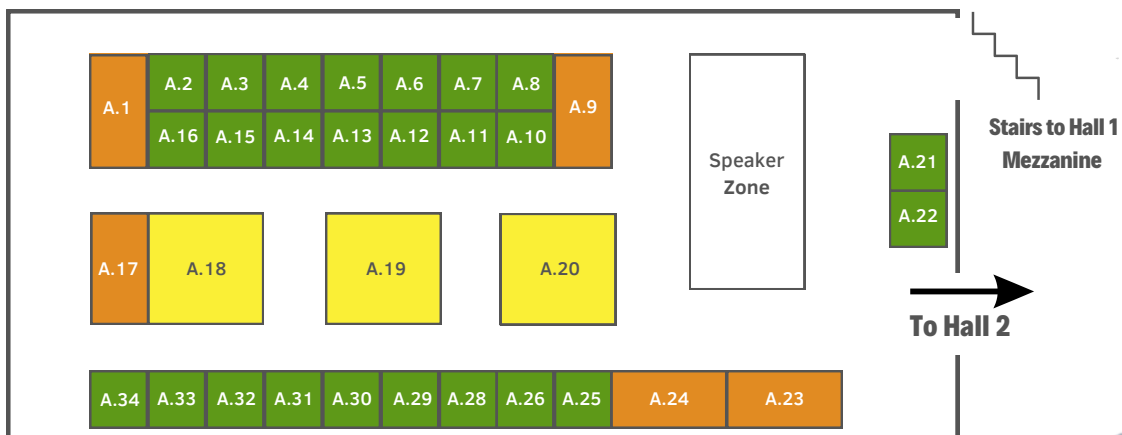 A.1
A.2
A.3
A.4
A.5
A.6
A.7
A.8
A.9
A.16
A.15
A.14
A.13
A.12
A.11
A.10
Speaker
Zone
Stairs to Hall 1
Mezzanine
A.21
A.22
A.17
A.18
A.19
A.20
To Hall 2
A.34
A.33
A.32
A.31
A.30
A.29
A.28
A.26
A.25
A.24
A.23